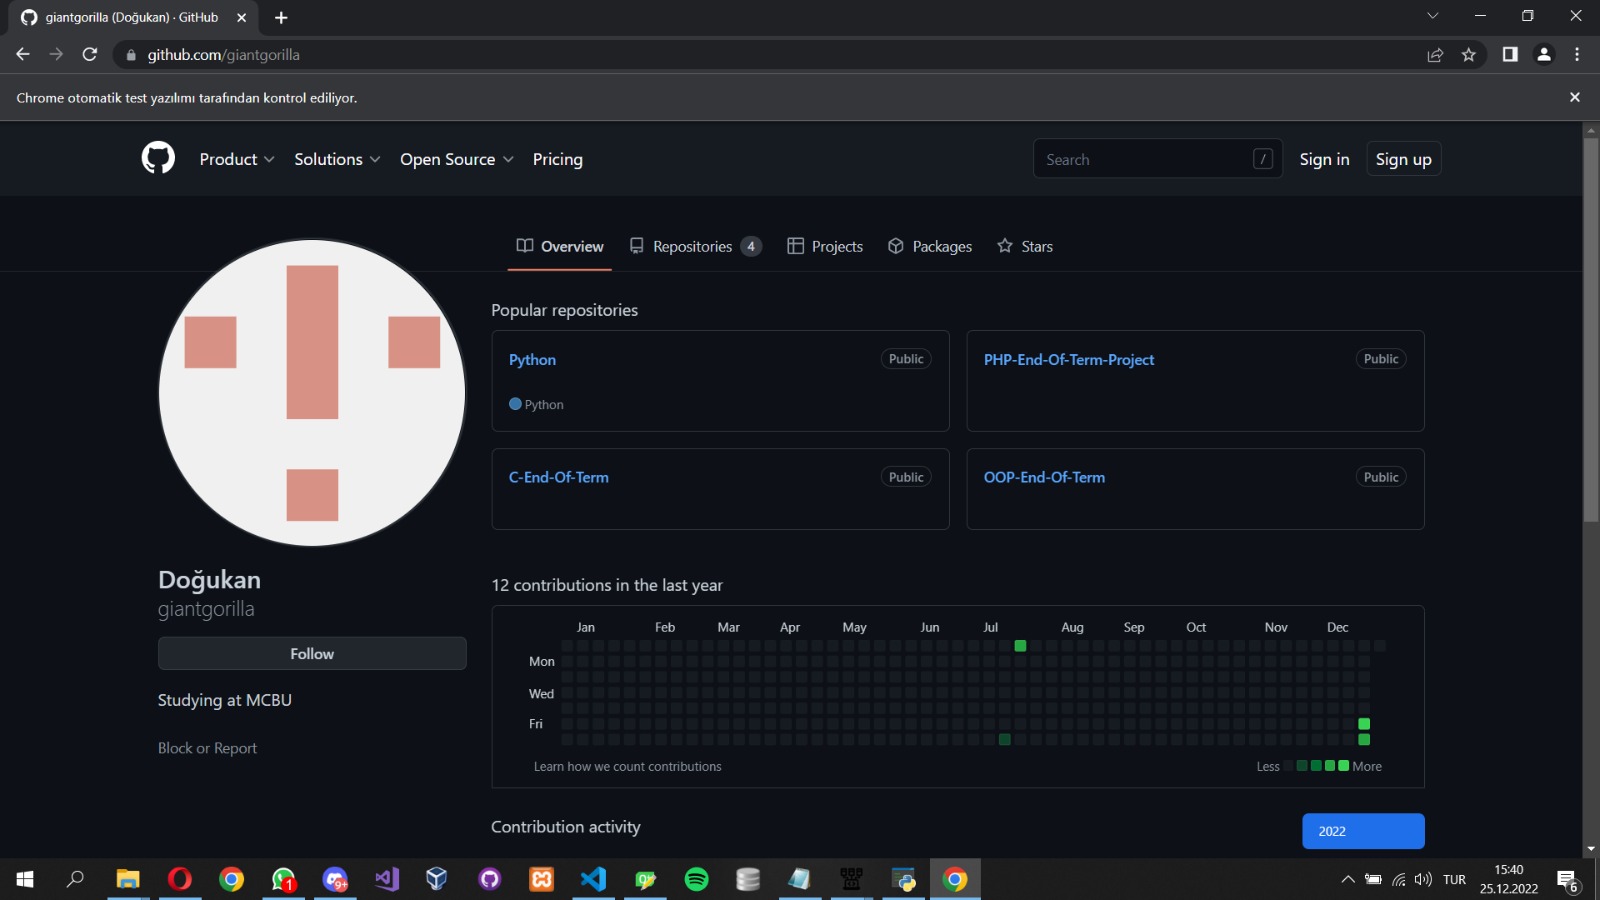 giantgorilla (Doğukan) · GitHub
github.com/giantgorilla
Chrome otomatik test yazılımı tarafından kontrol ediliyor.
Product
Solutions
Open Source
Pricing
Search
/
Sign in
Sign up
Overview
Repositories 4
Projects
Packages
Stars
Doğukan
giantgorilla
Follow
Studying at MCBU
Block or Report
Popular repositories
Python
Public
Python
PHP-End-Of-Term-Project
Public
C-End-Of-Term
Public
OOP-End-Of-Term
Public
12 contributions in the last year
Jan Feb Mar Apr May Jun Jul Aug Sep Oct Nov Dec
Mon
Wed
Fri
Learn how we count contributions
Less More
Contribution activity
2022
1
9+
TUR
15:40
25.12.2022
6